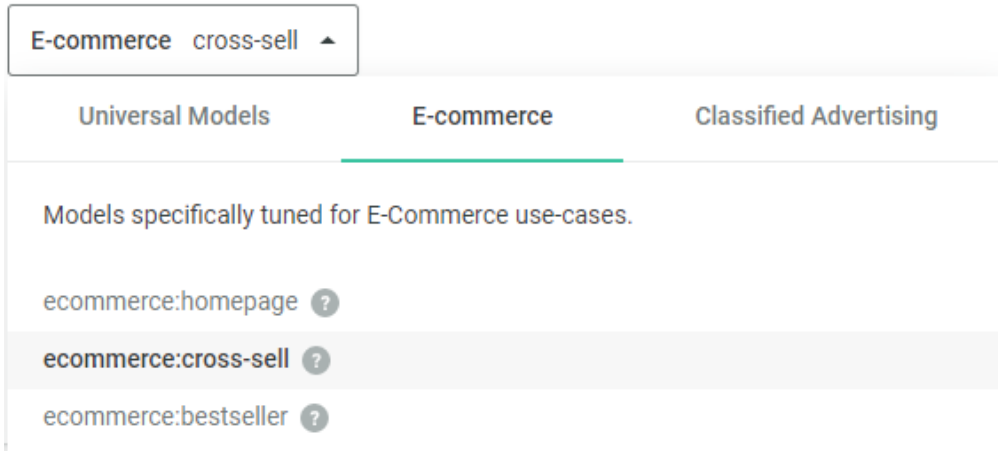 E-commerce cross-sell
Universal Models E-commerce Classified Advertising
Models specifically tuned for E-Commerce use-cases.
ecommerce:homepage ?
ecommerce:cross-sell ?
ecommerce:bestseller ?